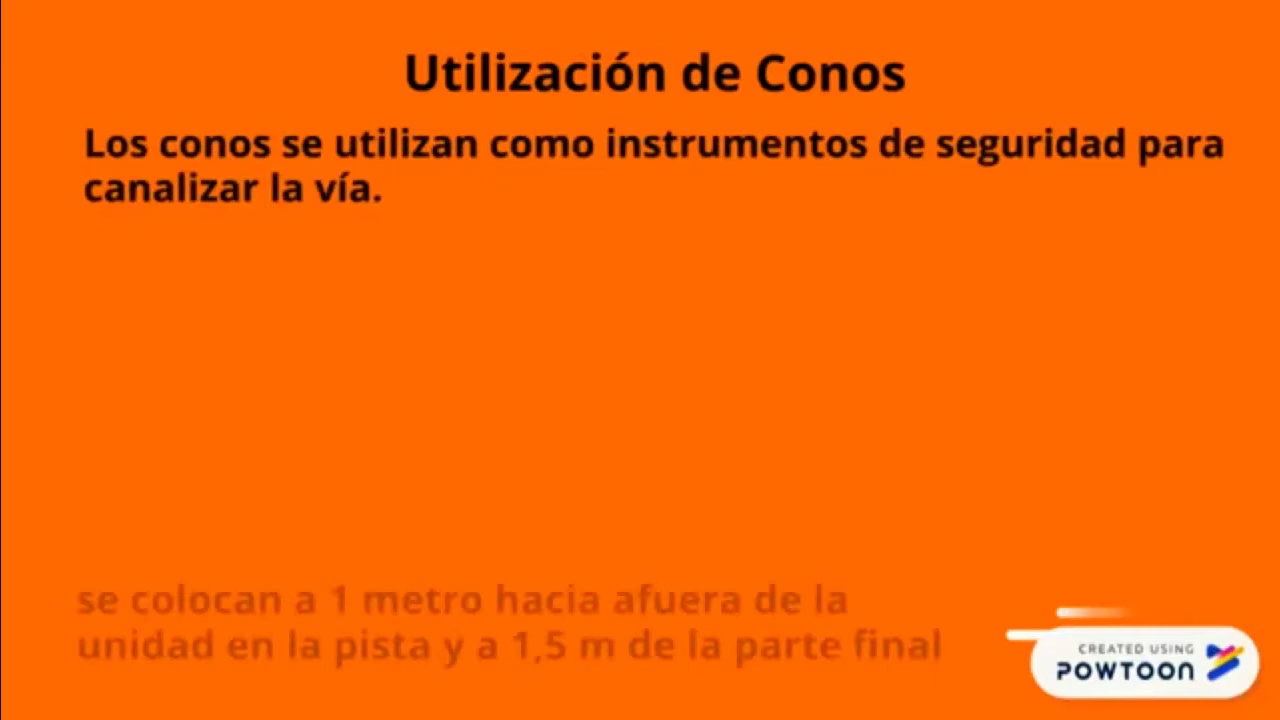 Utilización de Conos
Los conos se utilizan como instrumentos de seguridad para
canalizar la vía.
se colocan a 1 metro hacia afuera de la
unidad en la pista y a 1,5 m de la parte final
CREATED USING
POWTOON